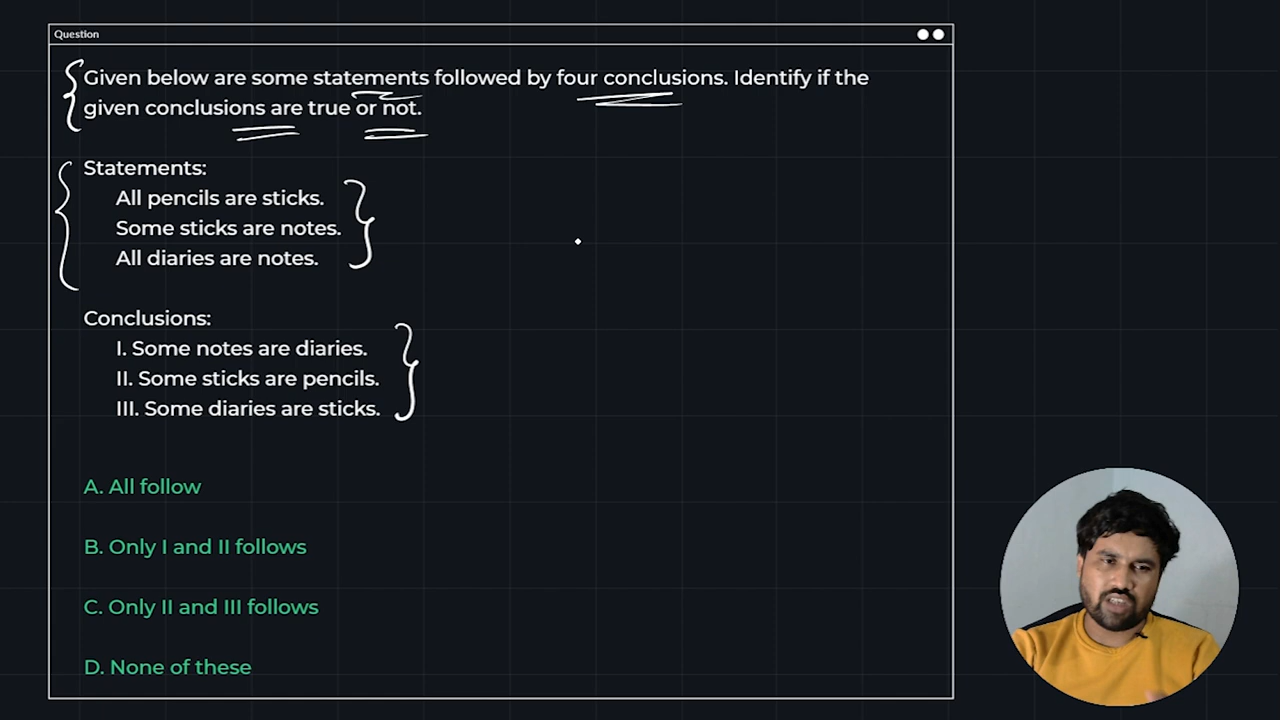 Question
Given below are some statements followed by four conclusions. Identify if the
given conclusions are true or not.
Statements:
All pencils are sticks.
Some sticks are notes.
All diaries are notes.
Conclusions:
I. Some notes are diaries.
II. Some sticks are pencils.
III. Some diaries are sticks.
A. All follow
B. Only I and II follows
C. Only II and III follows
D. None of these